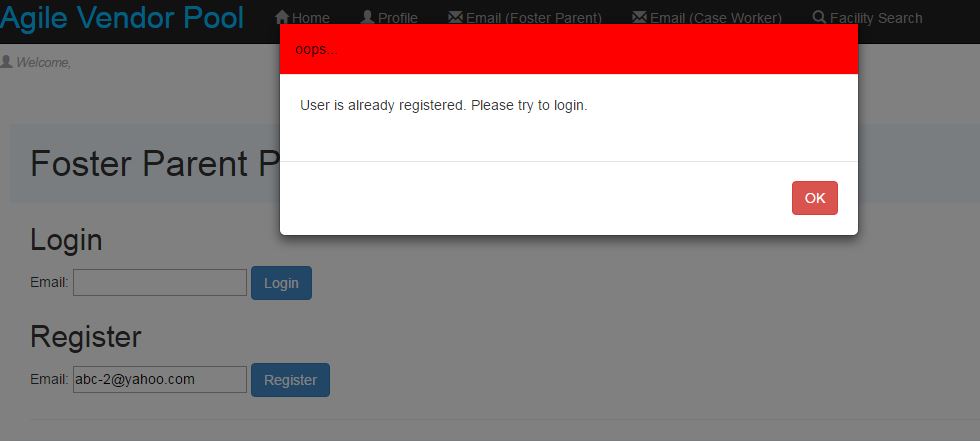 Agile Vendor Pool Home Profile Email (Foster Parent) Email (Case Worker) Facility Search
oops...
Welcome,
User is already registered. Please try to login.
Foster Parent P
OK
Login
Email: Login
Register
Email: abc-2@yahoo.com Register